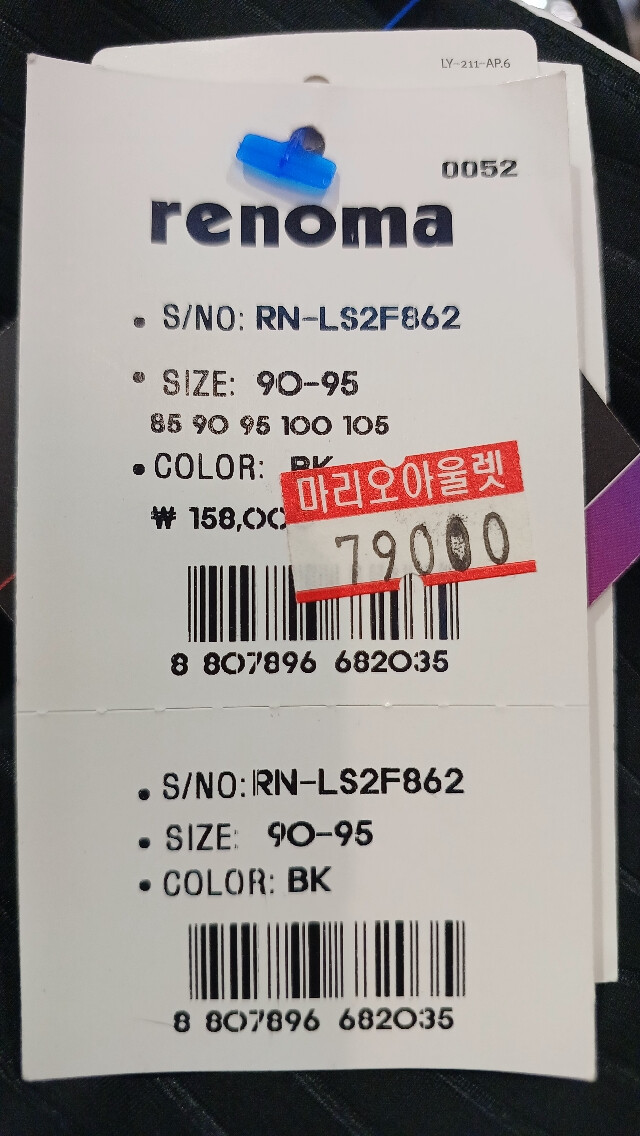 LY-211-AP.6
0052
renoma
• S/NO: RN-LS2F862
• SIZE: 90-95
85 90 95 100 105
• COLOR: BK
₩ 158,00
마리오아울렛
79000
8 807896 682035
• S/NO: RN-LS2F862
• SIZE: 90-95
• COLOR: BK
8 807896 682035